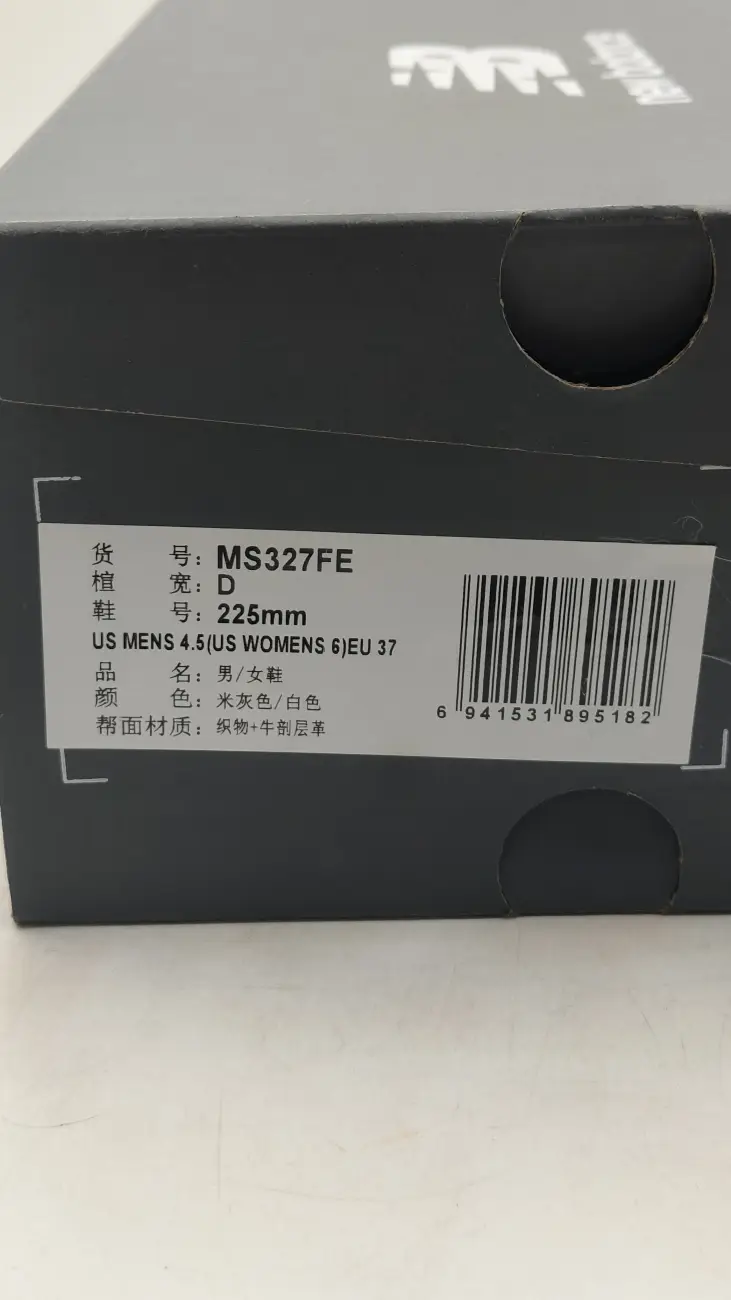 new balance
货 号：MS327FE
楦 宽：D
鞋 号：225mm
US MENS 4.5(US WOMENS 6)EU 37
品 名：男/女鞋
颜 色：米灰色/白色
帮面材质：织物+牛剖层革
6 941531 895182